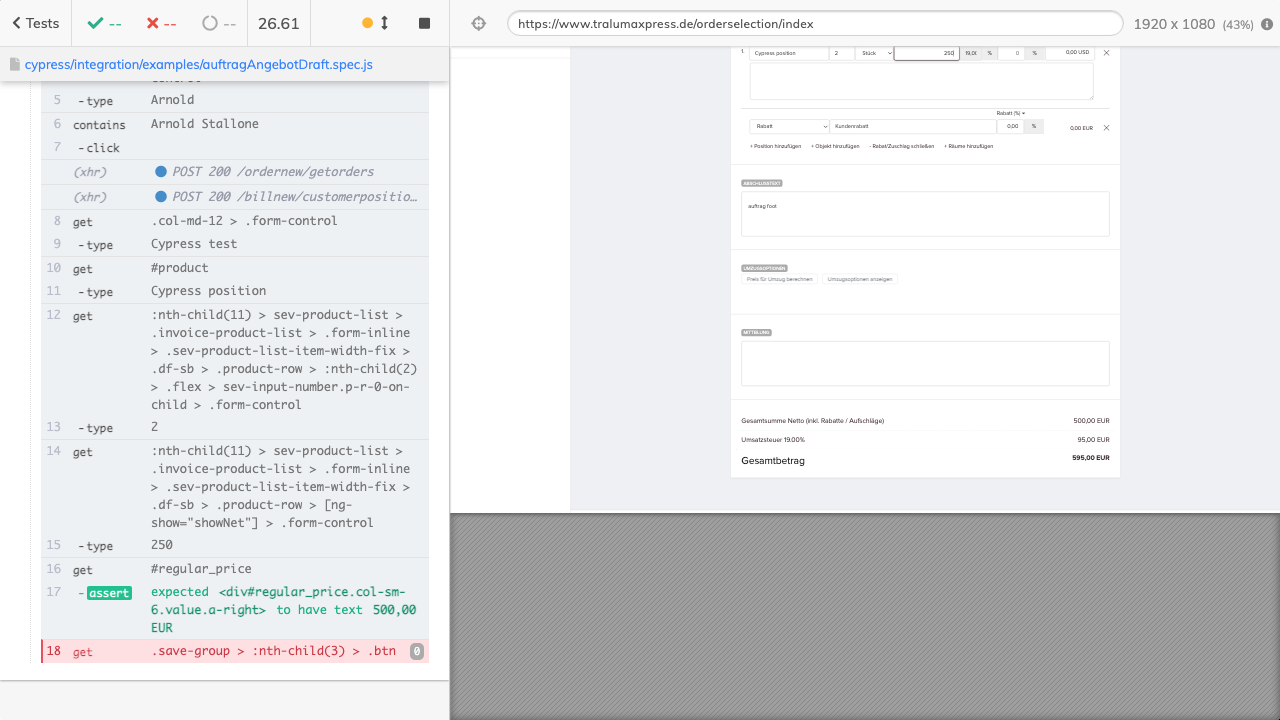 Tests -- -- -- 26.61 https://www.tralumaxpress.de/orderselection/index 1920 x 1080 (43%)
cypress/integration/examples/auftragAngebotDraft.spec.js
5 - type Arnold
6 contains Arnold Stallone
7 - click
(xhr) POST 200 /ordernew/getorders
(xhr) POST 200 /billnew/customerpositio…
8 get .col-md-12 > .form-control
9 - type Cypress test
10 get #product
11 - type Cypress position
12 get :nth-child(11) > sev-product-list >
.invoice-product-list > .form-inline
> .sev-product-list-item-width-fix >
.df-sb > .product-row > :nth-child(2)
> .flex > sev-input-number.p-r-0-on-
child > .form-control
13 - type 2
14 get :nth-child(11) > sev-product-list >
.invoice-product-list > .form-inline
> .sev-product-list-item-width-fix >
.df-sb > .product-row > [ng-
show="showNet"] > .form-control
15 - type 250
16 get #regular_price
17 - assert expected <div#regular_price.col-sm-
6.value.a-right> to have text 500,00
EUR
18 get .save-group > :nth-child(3) > .btn 0
1 Cypress position 2 Stück 250 19,00 % 0 % 0,00 USD
Rabatt (%)
Rabatt Kundenrabatt 0,00 % 0,00 EUR
+ Position hinzufügen + Objekt hinzufügen - Rabat/Zuschlag schließen + Räume hinzufügen
ABSCHLUSSTEXT
auftrag foot
UMZUGSOPTIONEN
Preis für Umzug berechnen Umzugsoptionen anzeigen
MITTEILUNG
Gesamtsumme Netto (inkl. Rabatte / Aufschläge) 500,00 EUR
Umsatzsteuer 19.00% 95,00 EUR
Gesamtbetrag 595,00 EUR